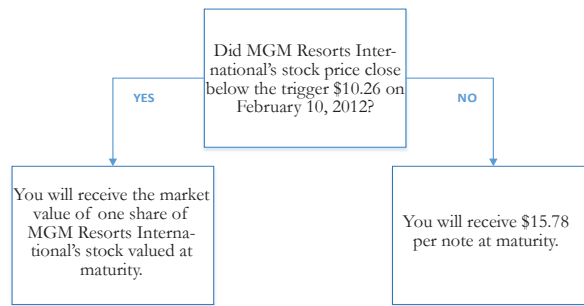 Did MGM Resorts Inter-
national's stock price close
below the trigger $10.26 on
February 10, 2012?
YES
NO
You will receive the market
value of one share of
MGM Resorts Interna-
tional's stock valued at
maturity.
You will receive $15.78
per note at maturity.